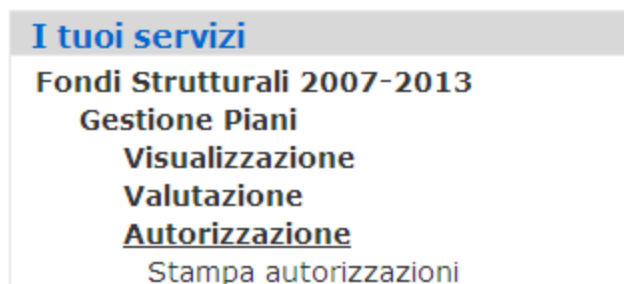 I tuoi servizi
Fondi Strutturali 2007-2013
Gestione Piani
Visualizzazione
Valutazione
Autorizzazione
Stampa autorizzazioni